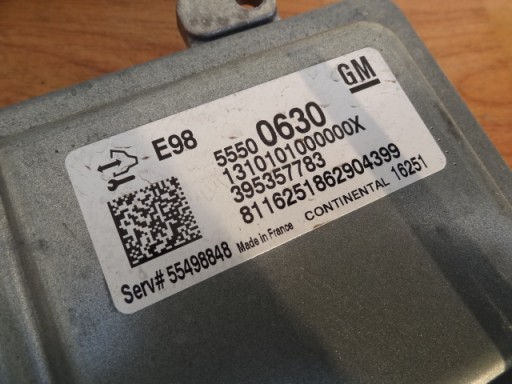 GM
E98
5550 0630
1310101000000X
395357783
8116251862904399
Serv# 55498848 Made in France CONTINENTAL 16251